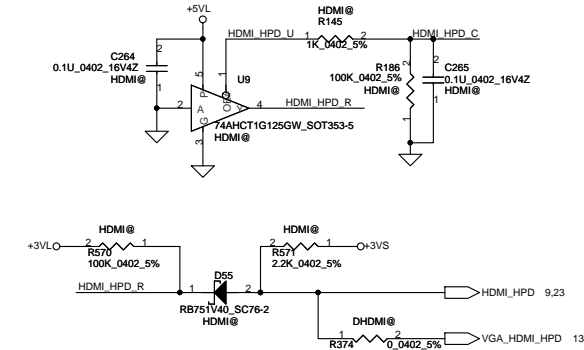 +5VL
HDMI@
R145
HDMI_HPD_U 1 2 HDMI_HPD_C
1K_0402_5%
C264
0.1U_0402_16V4Z
HDMI@
2
1
5
1
U9
P
OE
2 A Y 4 HDMI_HPD_R
G
3
74AHCT1G125GW_SOT353-5
HDMI@
R186
100K_0402_5%
HDMI@
2
1
2
1
C265
0.1U_0402_16V4Z
HDMI@
HDMI@
+3VL 2 1
R570
100K_0402_5%
HDMI@
2 1 +3VS
R571
2.2K_0402_5%
D55
HDMI_HPD_R 1 2 HDMI_HPD 9,23
RB751V40_SC76-2
HDMI@
DHDMI@
1 2 VGA_HDMI_HPD 13
R374 0_0402_5%